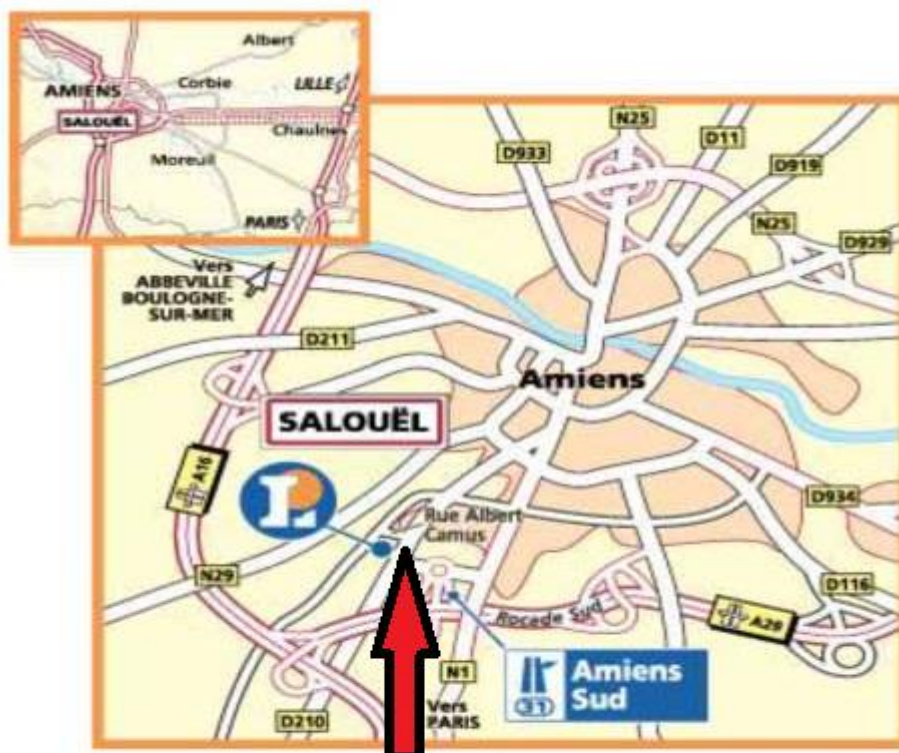 Albert
LILLE
Corbie
AMIENS
SALOUËL
Chaulnes
Moreuil
PARIS
N25
D11
D933
D919
N25
D929
Vers
ABBEVILLE
BOULOGNE-
SUR-MER
D211
Amiens
SALOUËL
A16
L
Rue Albert
Camus
D934
N29
D116
Rocade Sud
A29
N1
Amiens
Sud
31
Vers
PARIS
D210